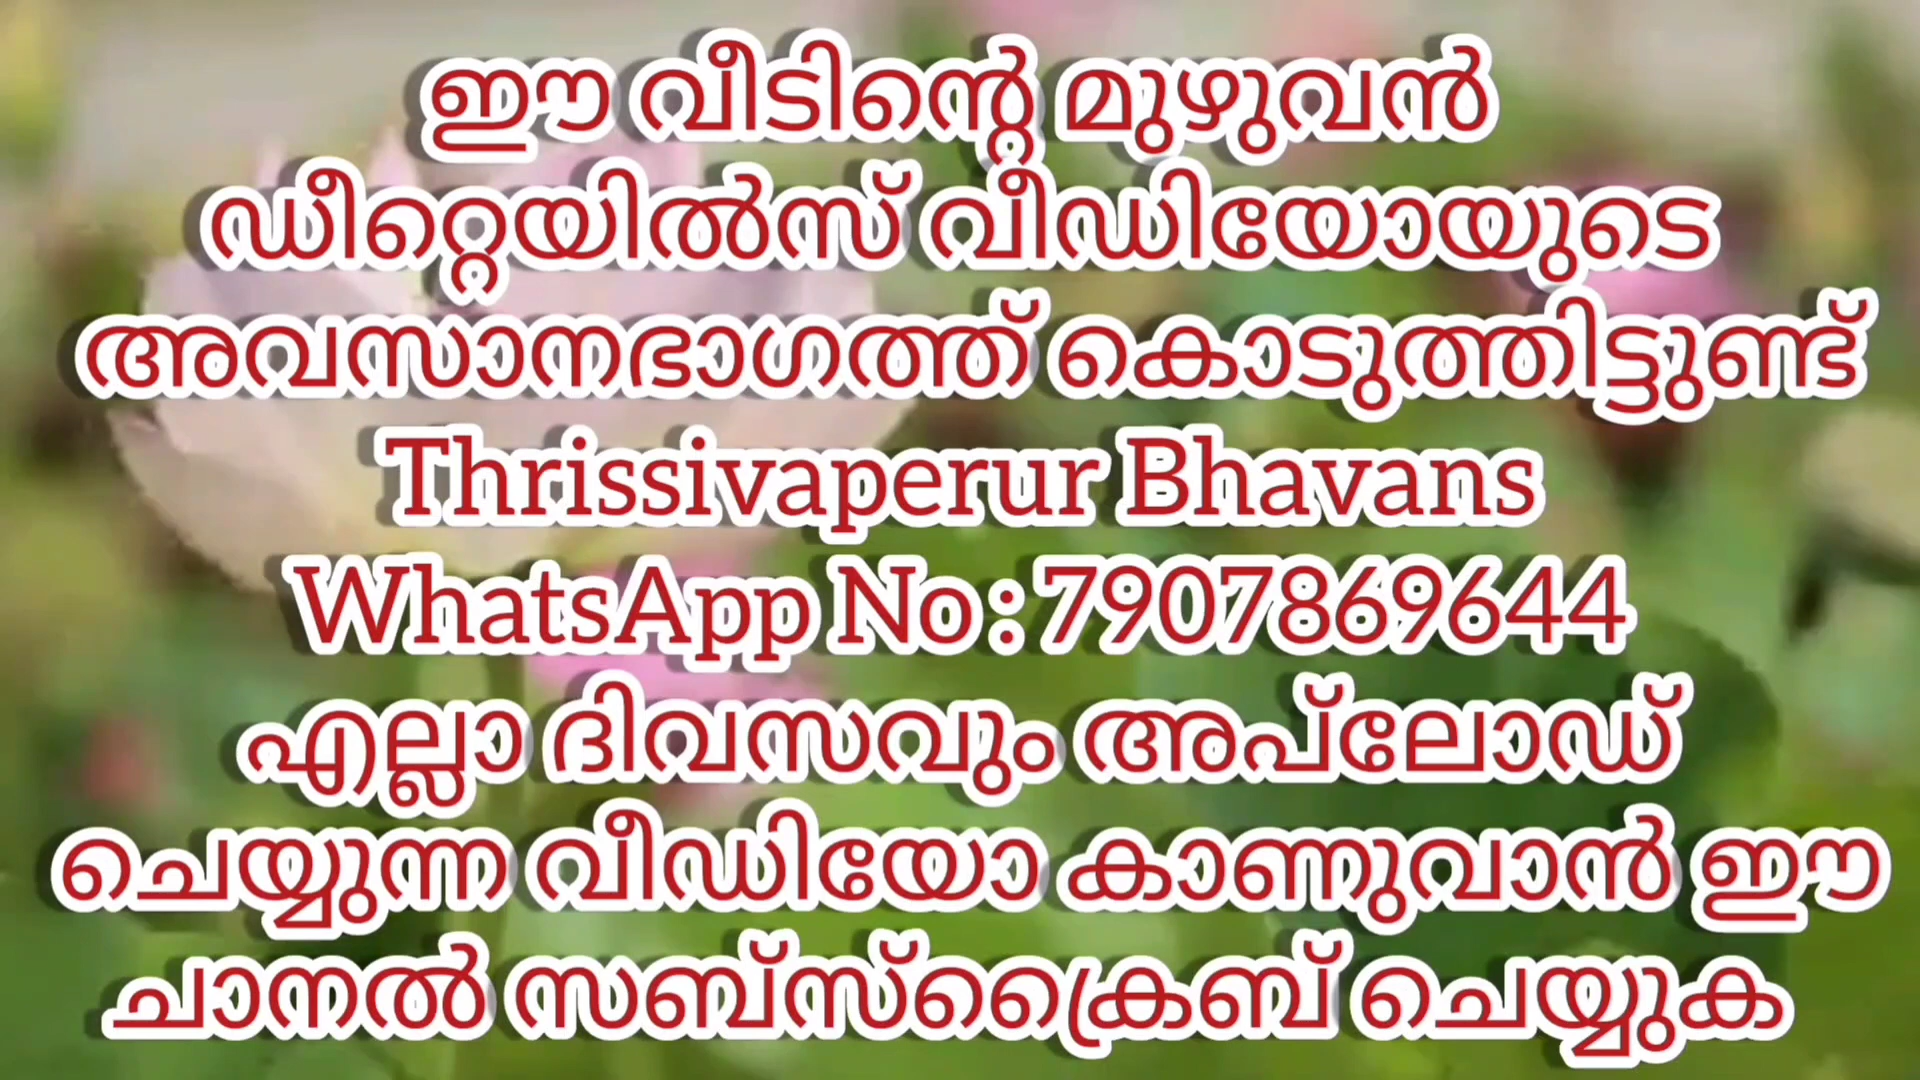 ഈ വീടിന്റെ മുഴുവൻ
ഡീറ്റെയിൽസ് വീഡിയോയുടെ
അവസാനഭാഗത്ത് കൊടുത്തിട്ടുണ്ട്
Thrissivaperur Bhavans
WhatsApp No:7907869644
എല്ലാ ദിവസവും അപ്‌ലോഡ്
ചെയ്യുന്ന വീഡിയോ കാണുവാൻ ഈ
ചാനൽ സബ്സ്ക്രൈബ് ചെയ്യുക